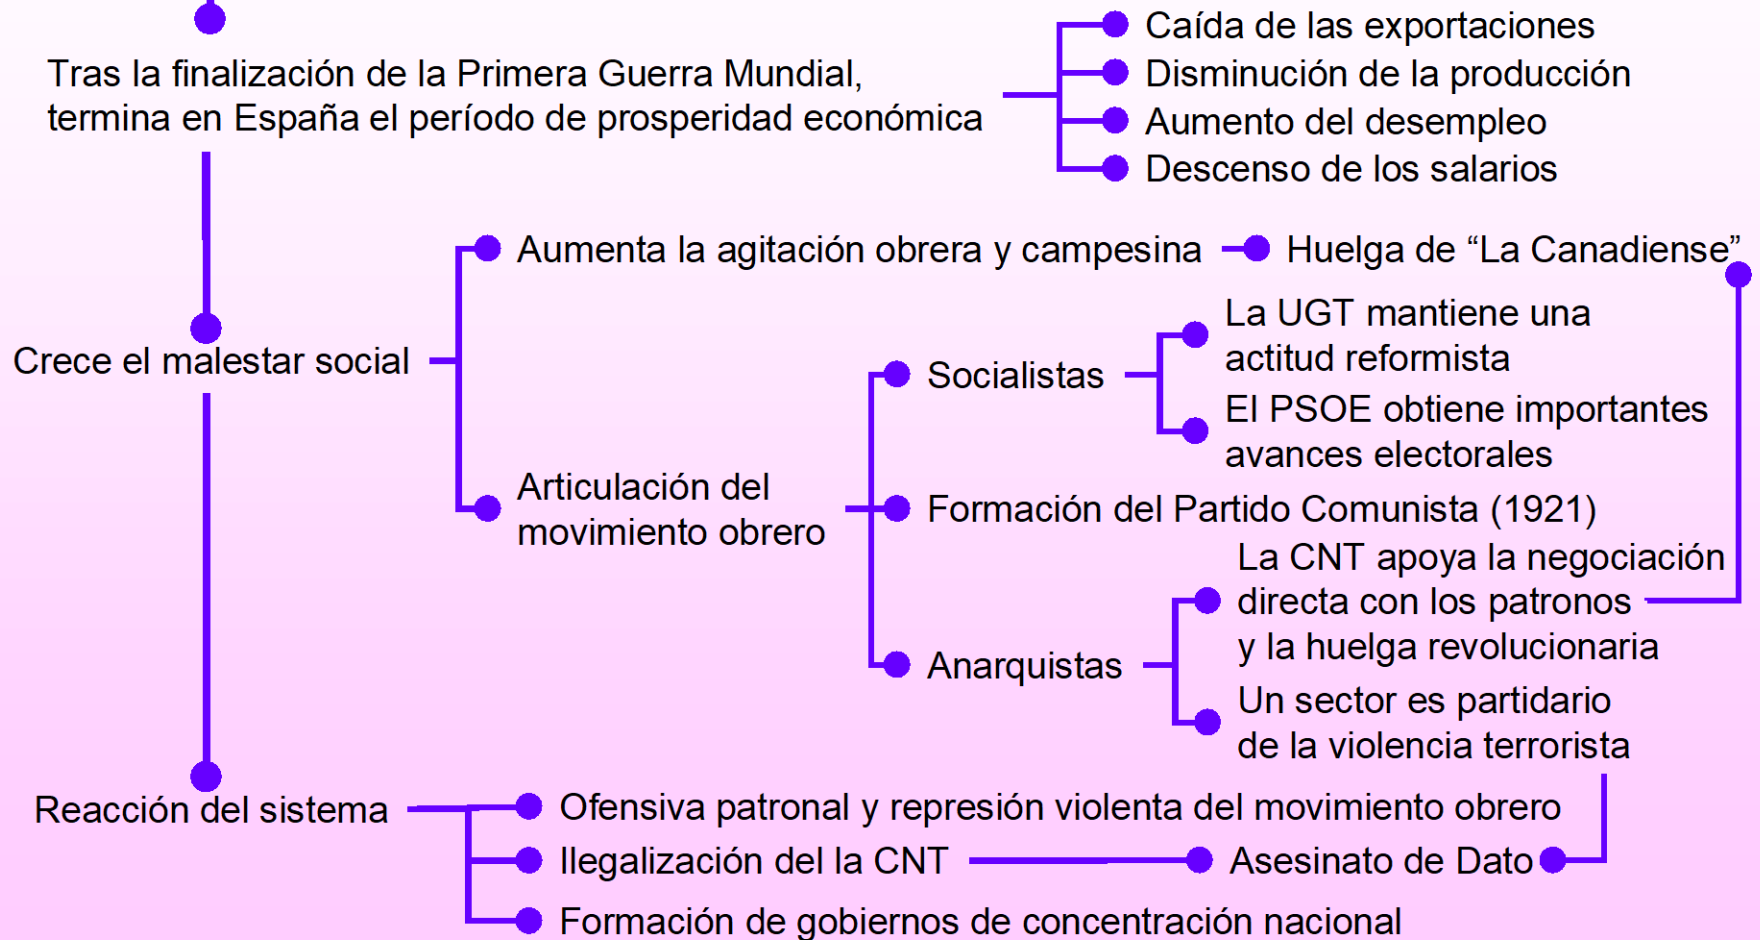 Tras la finalización de la Primera Guerra Mundial,
termina en España el período de prosperidad económica
Caída de las exportaciones
Disminución de la producción
Aumento del desempleo
Descenso de los salarios
Crece el malestar social
Aumenta la agitación obrera y campesina
Huelga de “La Canadiense”
Articulación del
movimiento obrero
Socialistas
La UGT mantiene una
actitud reformista
El PSOE obtiene importantes
avances electorales
Formación del Partido Comunista (1921)
Anarquistas
La CNT apoya la negociación
directa con los patronos
y la huelga revolucionaria
Un sector es partidario
de la violencia terrorista
Reacción del sistema
Ofensiva patronal y represión violenta del movimiento obrero
Ilegalización del la CNT
Asesinato de Dato
Formación de gobiernos de concentración nacional